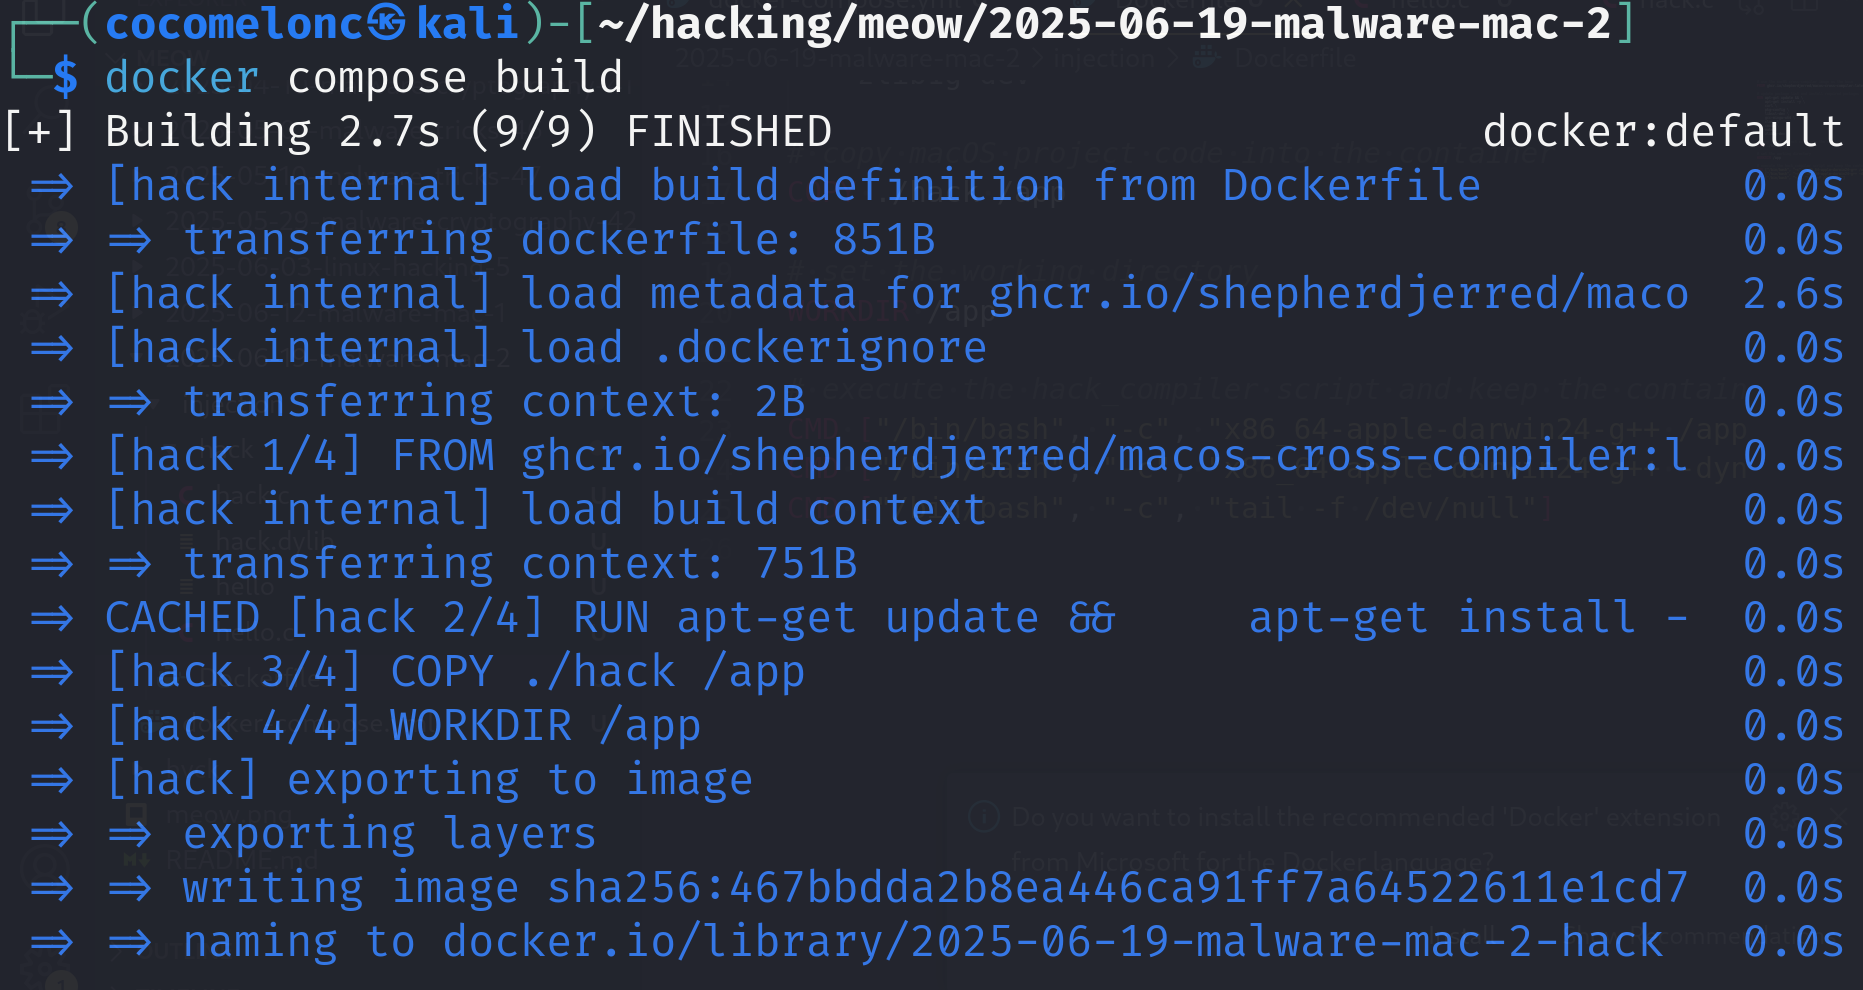 ┌──(cocomelonc㉿kali)-[~/hacking/meow/2025-06-19-malware-mac-2]
└─$ docker compose build
[+] Building 2.7s (9/9) FINISHED docker:default
=> [hack internal] load build definition from Dockerfile 0.0s
=> => transferring dockerfile: 851B 0.0s
=> [hack internal] load metadata for ghcr.io/shepherdjerred/maco 2.6s
=> [hack internal] load .dockerignore 0.0s
=> => transferring context: 2B 0.0s
=> [hack 1/4] FROM ghcr.io/shepherdjerred/macos-cross-compiler:l 0.0s
=> [hack internal] load build context 0.0s
=> => transferring context: 751B 0.0s
=> CACHED [hack 2/4] RUN apt-get update && apt-get install - 0.0s
=> [hack 3/4] COPY ./hack /app 0.0s
=> [hack 4/4] WORKDIR /app 0.0s
=> [hack] exporting to image 0.0s
=> => exporting layers 0.0s
=> => writing image sha256:467bbdda2b8ea446ca91ff7a64522611e1cd7 0.0s
=> => naming to docker.io/library/2025-06-19-malware-mac-2-hack 0.0s